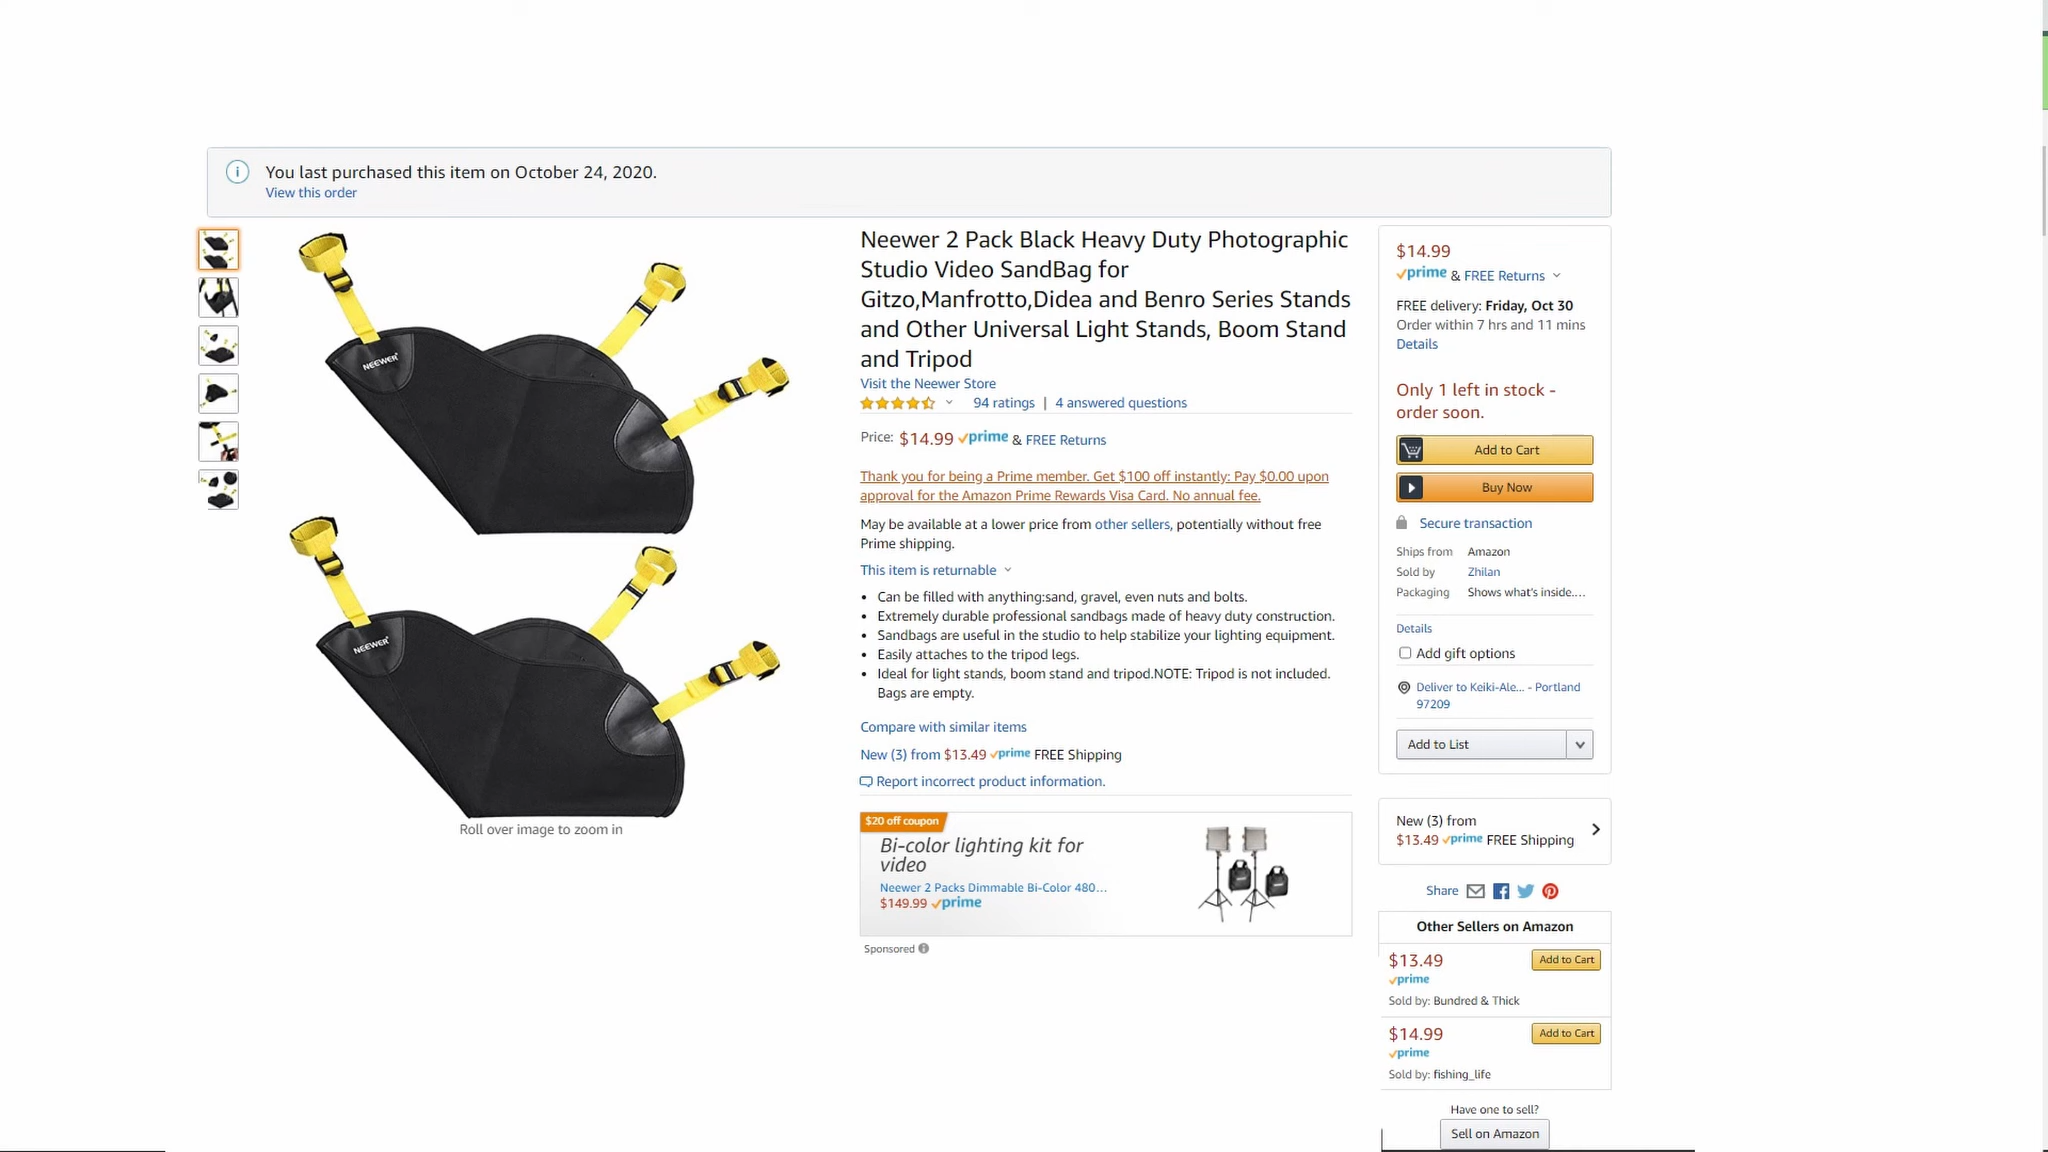 You last purchased this item on October 24, 2020.
View this order
NEEWER
NEEWER
Roll over image to zoom in
Neewer 2 Pack Black Heavy Duty Photographic
Studio Video SandBag for
Gitzo,Manfrotto,Didea and Benro Series Stands
and Other Universal Light Stands, Boom Stand
and Tripod
Visit the Neewer Store
94 ratings | 4 answered questions
Price: $14.99 prime & FREE Returns
Thank you for being a Prime member. Get $100 off instantly: Pay $0.00 upon
approval for the Amazon Prime Rewards Visa Card. No annual fee.
May be available at a lower price from other sellers, potentially without free
Prime shipping.
This item is returnable
• Can be filled with anything:sand, gravel, even nuts and bolts.
• Extremely durable professional sandbags made of heavy duty construction.
• Sandbags are useful in the studio to help stabilize your lighting equipment.
• Easily attaches to the tripod legs.
• Ideal for light stands, boom stand and tripod.NOTE: Tripod is not included.
Bags are empty.
Compare with similar items
New (3) from $13.49 prime FREE Shipping
Report incorrect product information.
$20 off coupon
Bi-color lighting kit for
video
Neewer 2 Packs Dimmable Bi-Color 480...
$149.99 prime
Sponsored
$14.99
prime & FREE Returns
FREE delivery: Friday, Oct 30
Order within 7 hrs and 11 mins
Details
Only 1 left in stock -
order soon.
Add to Cart
Buy Now
Secure transaction
Ships from Amazon
Sold by Zhilan
Packaging Shows what's inside....
Details
Add gift options
Deliver to Keiki-Ale... - Portland
97209
Add to List
New (3) from
$13.49 prime FREE Shipping
Share
Other Sellers on Amazon
$13.49 Add to Cart
prime
Sold by: Bundred & Thick
$14.99 Add to Cart
prime
Sold by: fishing_life
Have one to sell?
Sell on Amazon